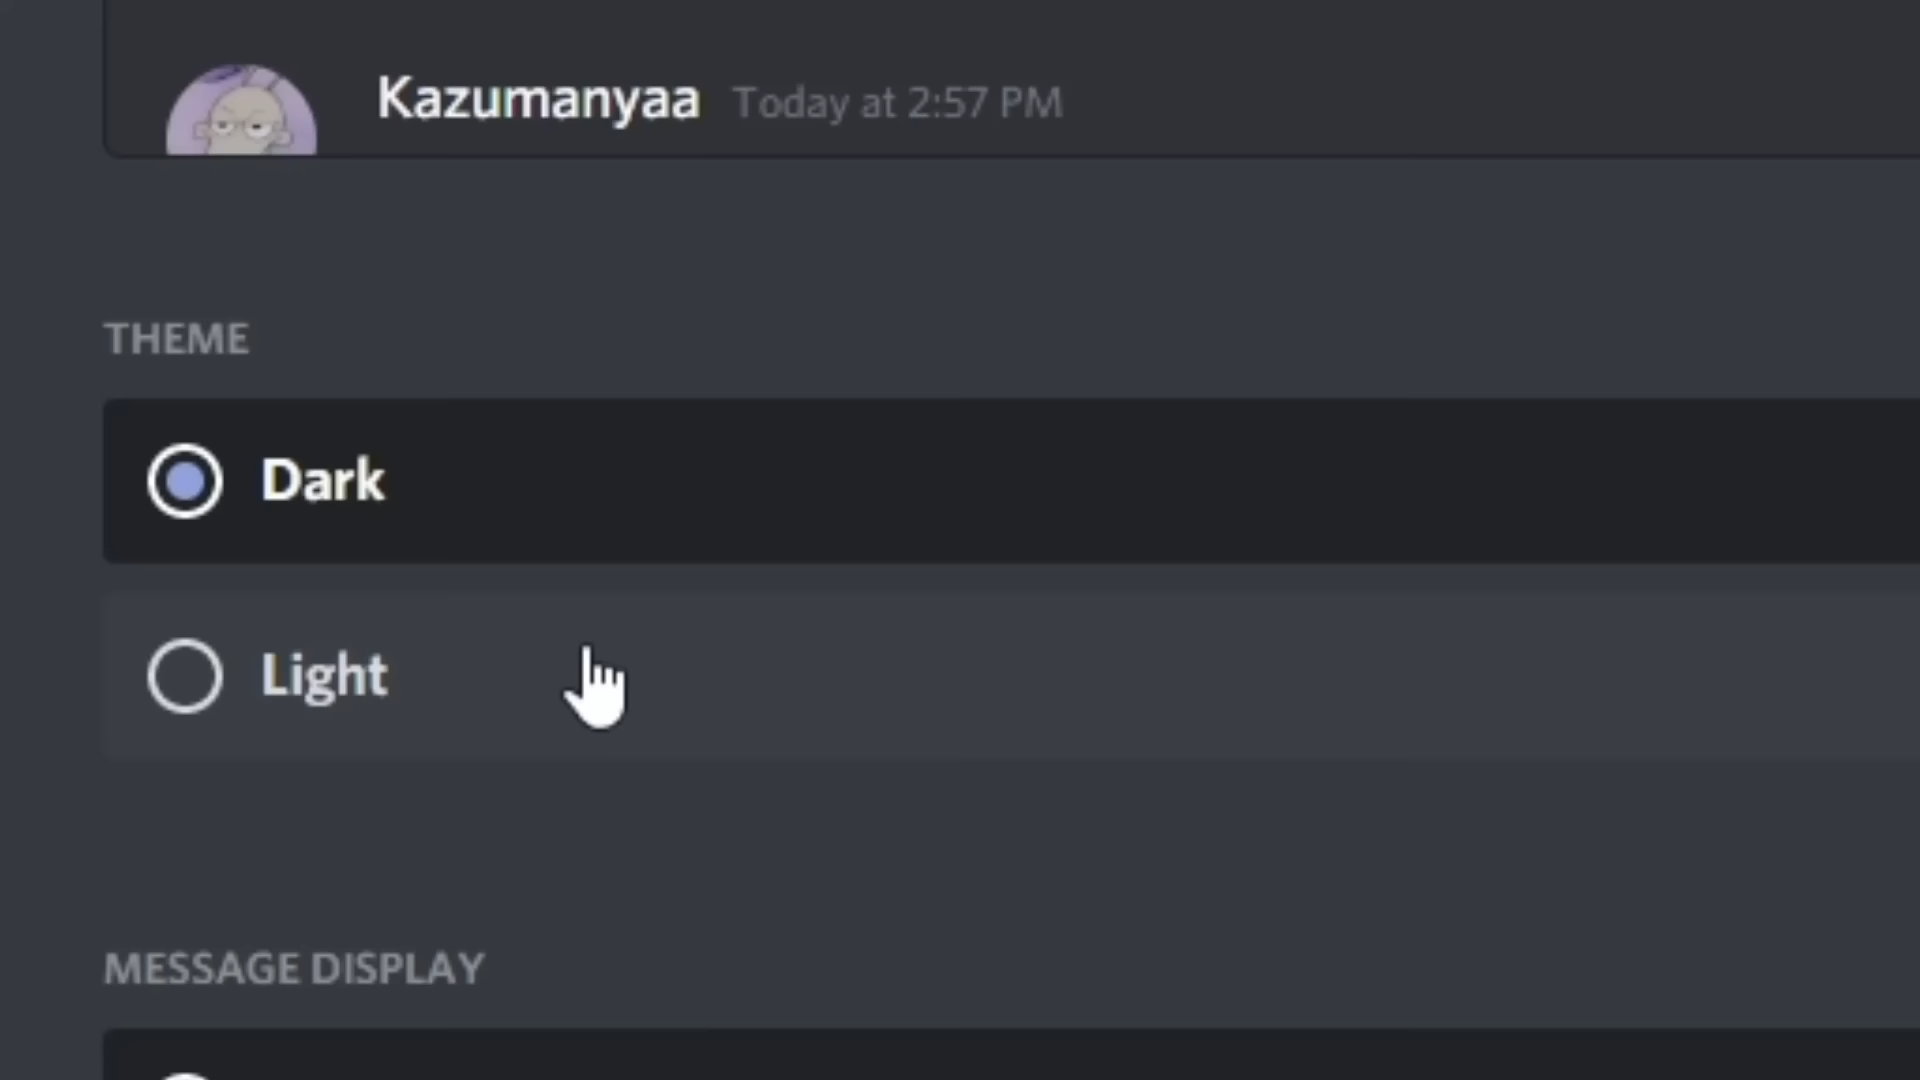 Kazumanyaa Today at 2:57 PM
THEME
Dark
Light
MESSAGE DISPLAY